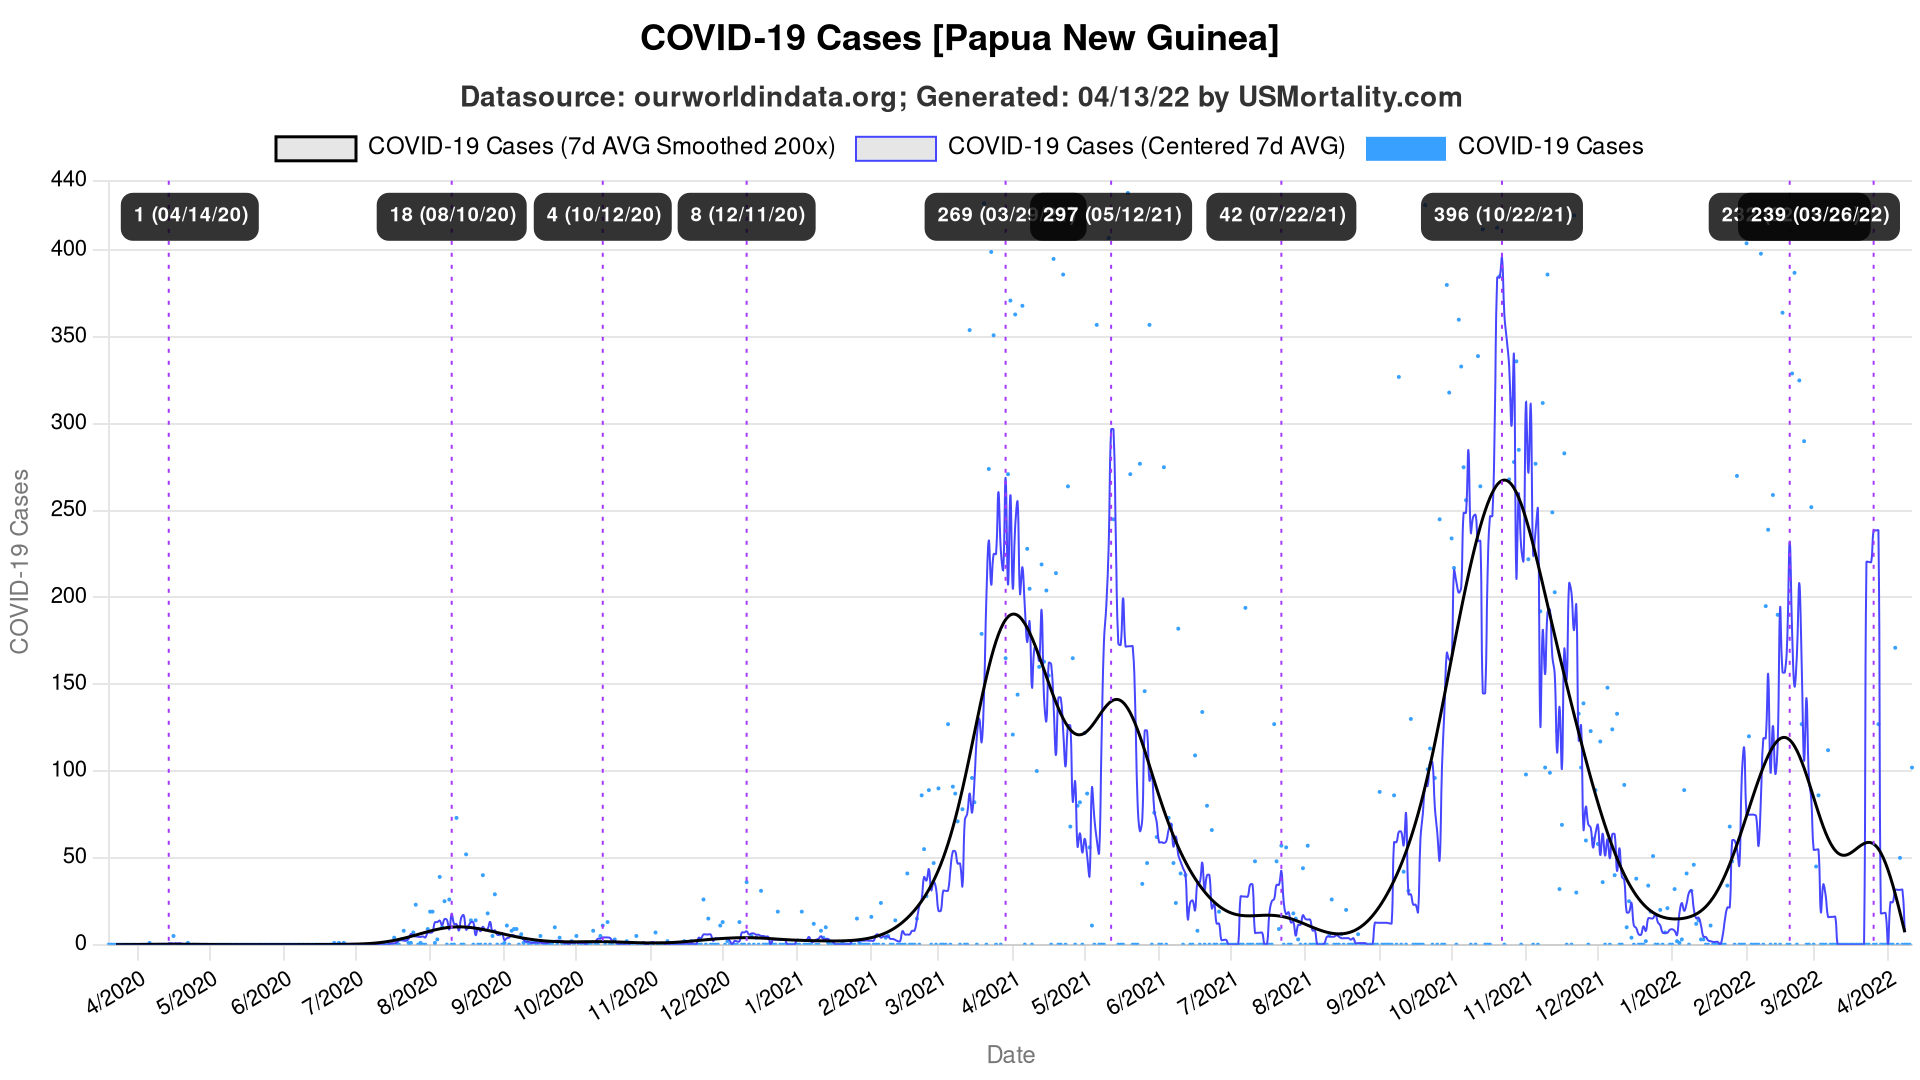 COVID-19 Cases [Papua New Guinea]
Datasource: ourworldindata.org; Generated: 04/13/22 by USMortality.com
COVID-19 Cases (7d AVG Smoothed 200x) COVID-19 Cases (Centered 7d AVG) COVID-19 Cases
1 (04/14/20) 18 (08/10/20) 4 (10/12/20) 8 (12/11/20) 269 (03/29 297 (05/12/21) 42 (07/22/21) 396 (10/22/21) 239 (03/26/22)
440
400
350
300
250
200
150
100
50
0
COVID-19 Cases
4/2020 5/2020 6/2020 7/2020 8/2020 9/2020 10/2020 11/2020 12/2020 1/2021 2/2021 3/2021 4/2021 5/2021 6/2021 7/2021 8/2021 9/2021 10/2021 11/2021 12/2021 1/2022 2/2022 3/2022 4/2022
Date